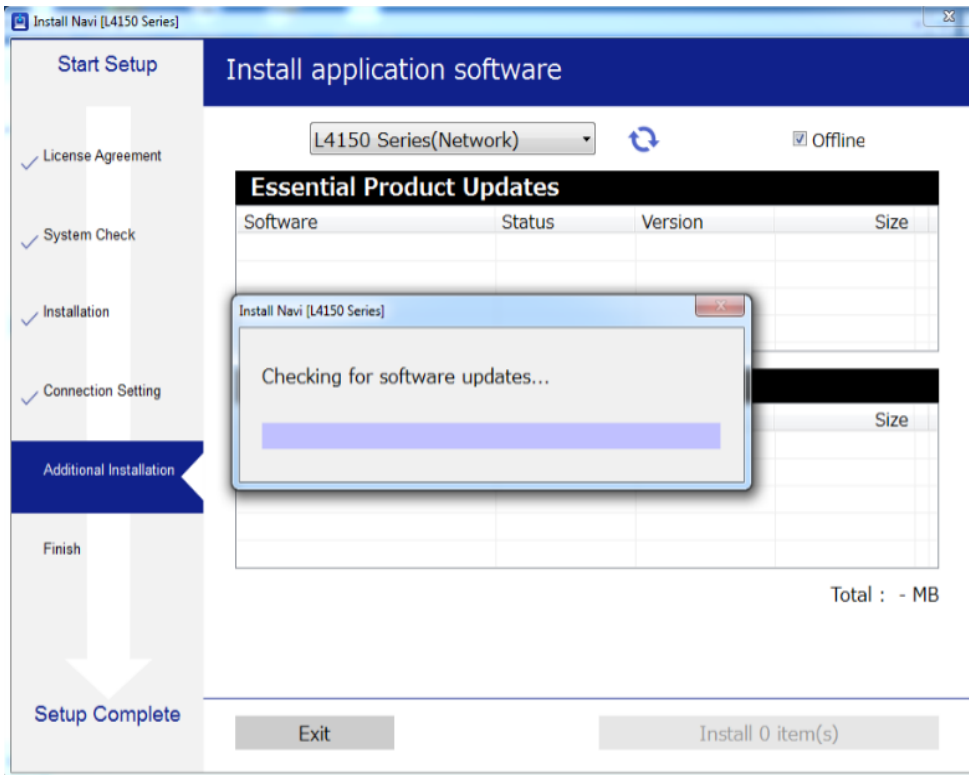 Install Navi [L4150 Series]
Start Setup
License Agreement
System Check
Installation
Connection Setting
Additional Installation
Finish
Setup Complete
Install application software
L4150 Series(Network)
Offline
Essential Product Updates
Software Status Version Size
Install Navi [L4150 Series]
Checking for software updates...
Size
Total : - MB
Exit
Install 0 item(s)